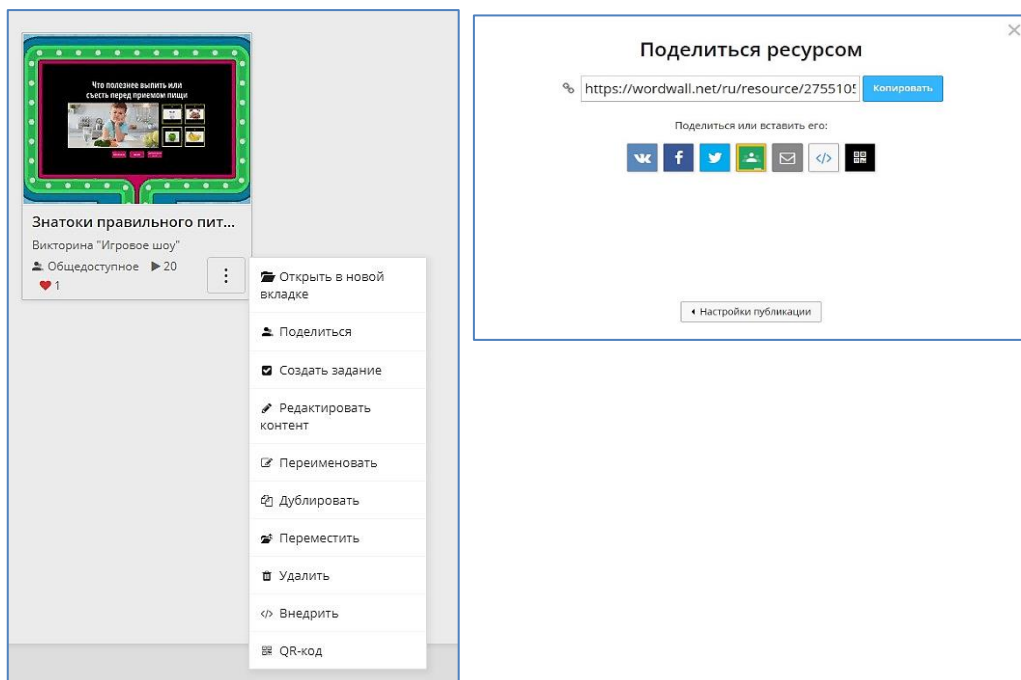 Что полезнее выпить или
съесть перед приемом пищи
Знатоки правильного пит...
Викторина "Игровое шоу"
Общедоступное 20
1
Открыть в новой
вкладке
Поделиться
Создать задание
Редактировать
контент
Переименовать
Дублировать
Переместить
Удалить
Внедрить
QR-код
Поделиться ресурсом
https://wordwall.net/ru/resource/2755105 Копировать
Поделиться или вставить его:
Настройки публикации